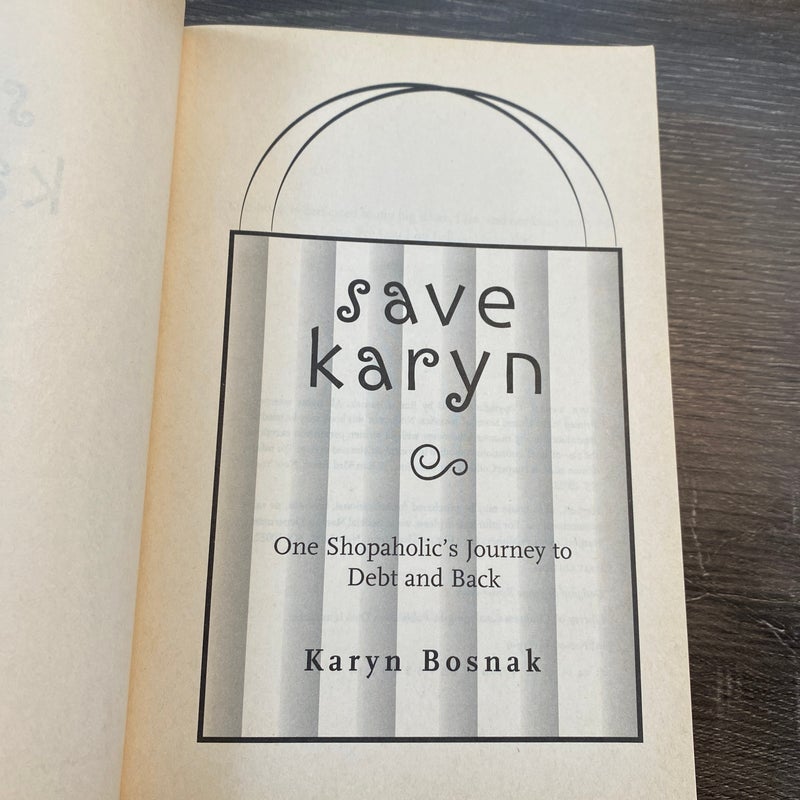 save
karyn
One Shopaholic's Journey to
Debt and Back
Karyn Bosnak